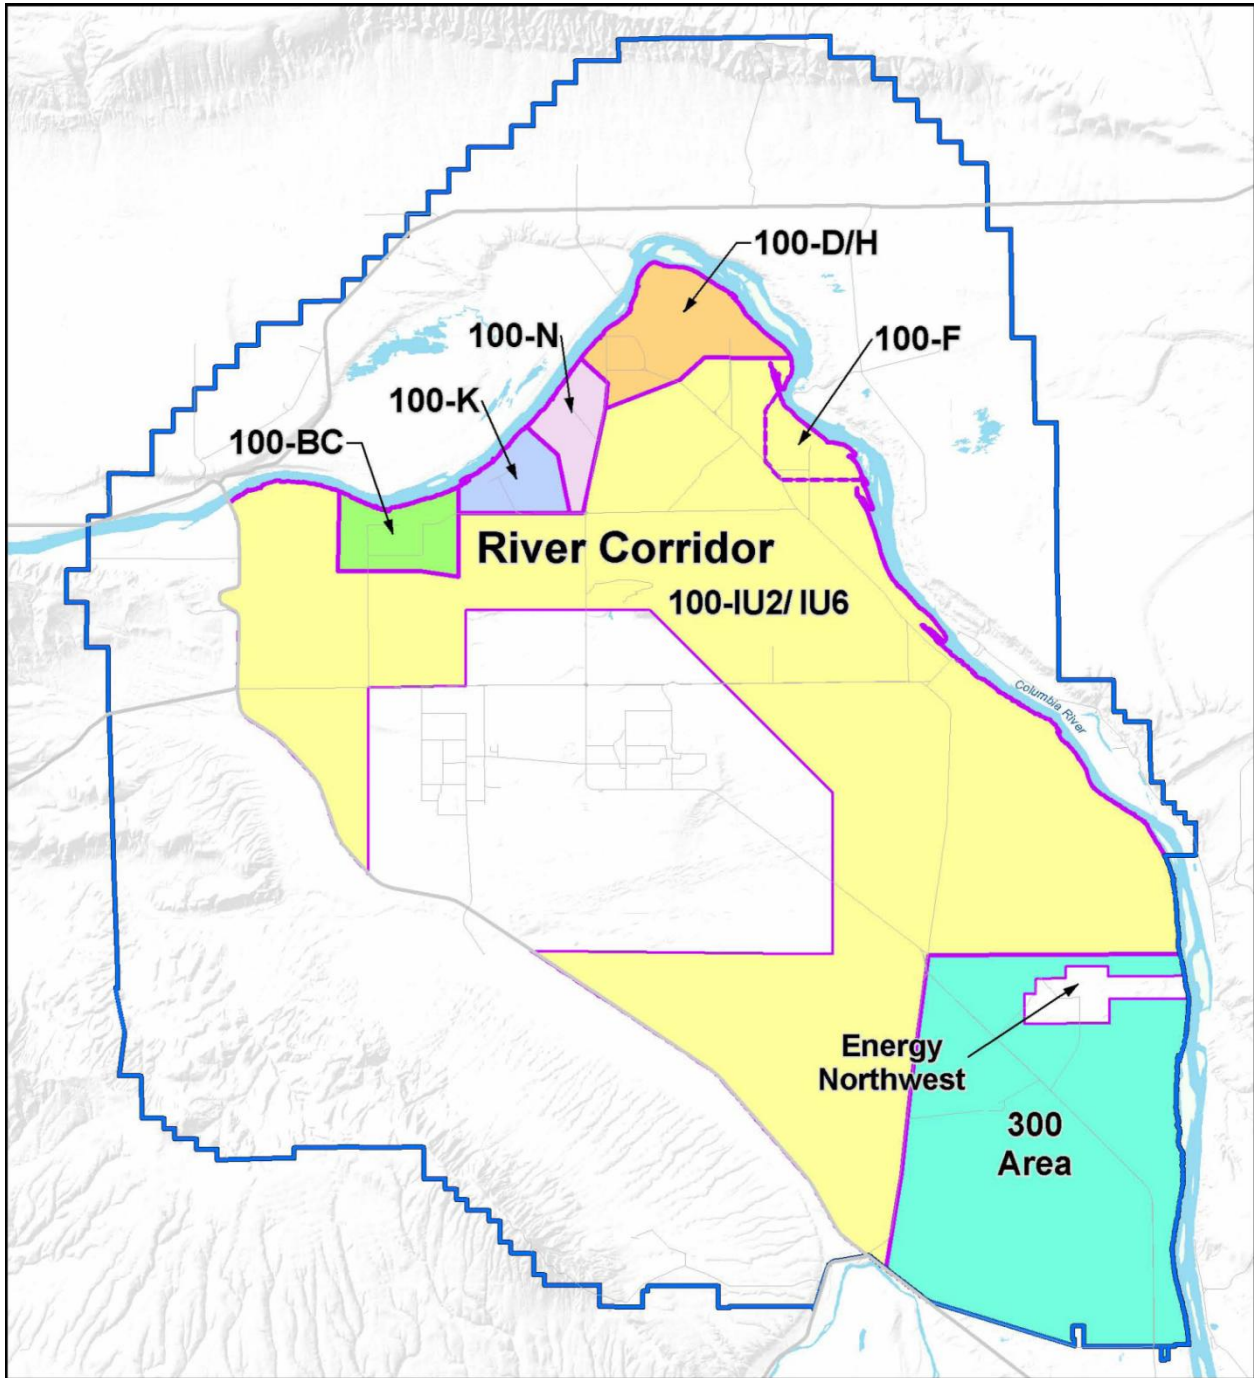 100-D/H
100-N
100-F
100-K
100-BC
River Corridor
100-IU2/ IU6
Columbia River
Energy
Northwest
300
Area